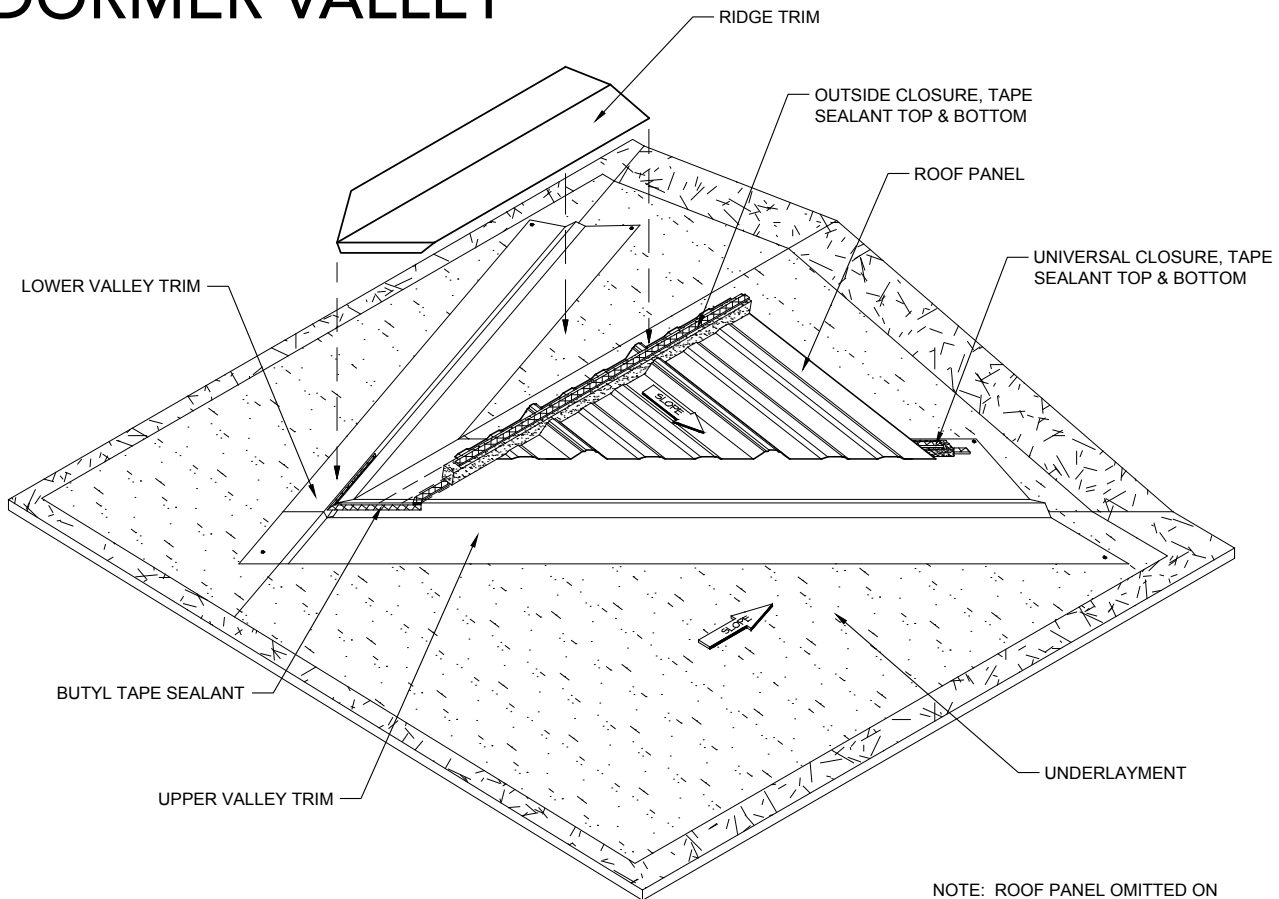 DORMER VALLEY
RIDGE TRIM
OUTSIDE CLOSURE, TAPE
SEALANT TOP & BOTTOM
ROOF PANEL
UNIVERSAL CLOSURE, TAPE
SEALANT TOP & BOTTOM
LOWER VALLEY TRIM
SLOPE
SLOPE
BUTYL TAPE SEALANT
UNDERLAYMENT
UPPER VALLEY TRIM
NOTE: ROOF PANEL OMITTED ON